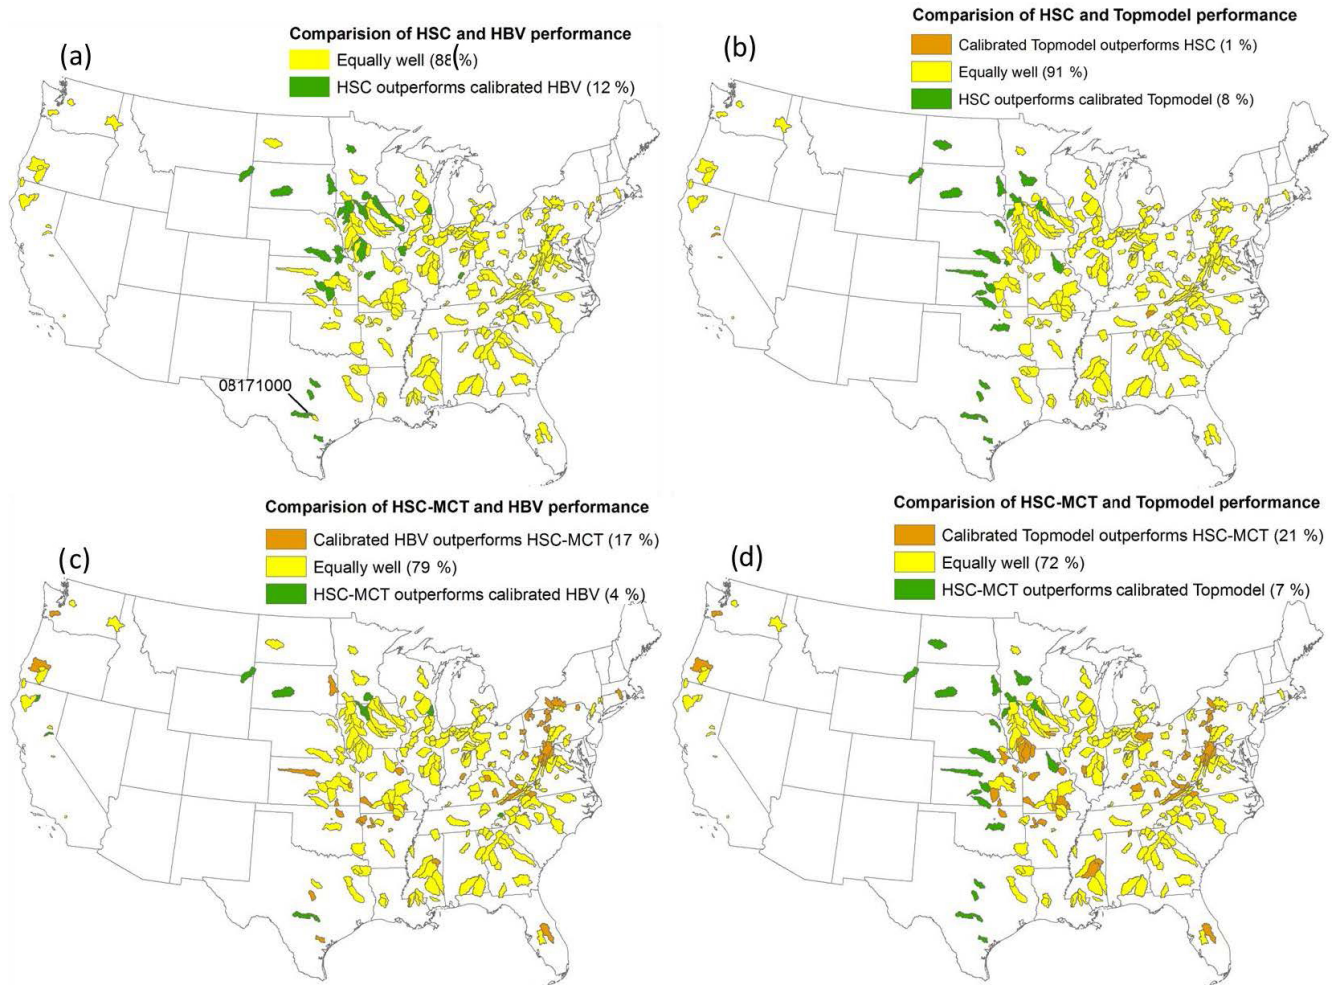 (a)
Comparision of HSC and HBV performance
Equally well (88 %)
(
HSC outperforms calibrated HBV (12 %)
08171000
(b)
Comparision of HSC and Topmodel performance
Calibrated Topmodel outperforms HSC (1 %)
Equally well (91 %)
HSC outperforms calibrated Topmodel (8 %)
(c)
Comparision of HSC-MCT and HBV performance
Calibrated HBV outperforms HSC-MCT (17 %)
Equally well (79 %)
HSC-MCT outperforms calibrated HBV (4 %)
(d)
Comparision of HSC-MCT and Topmodel performance
Calibrated Topmodel outperforms HSC-MCT (21 %)
Equally well (72 %)
HSC-MCT outperforms calibrated Topmodel (7 %)